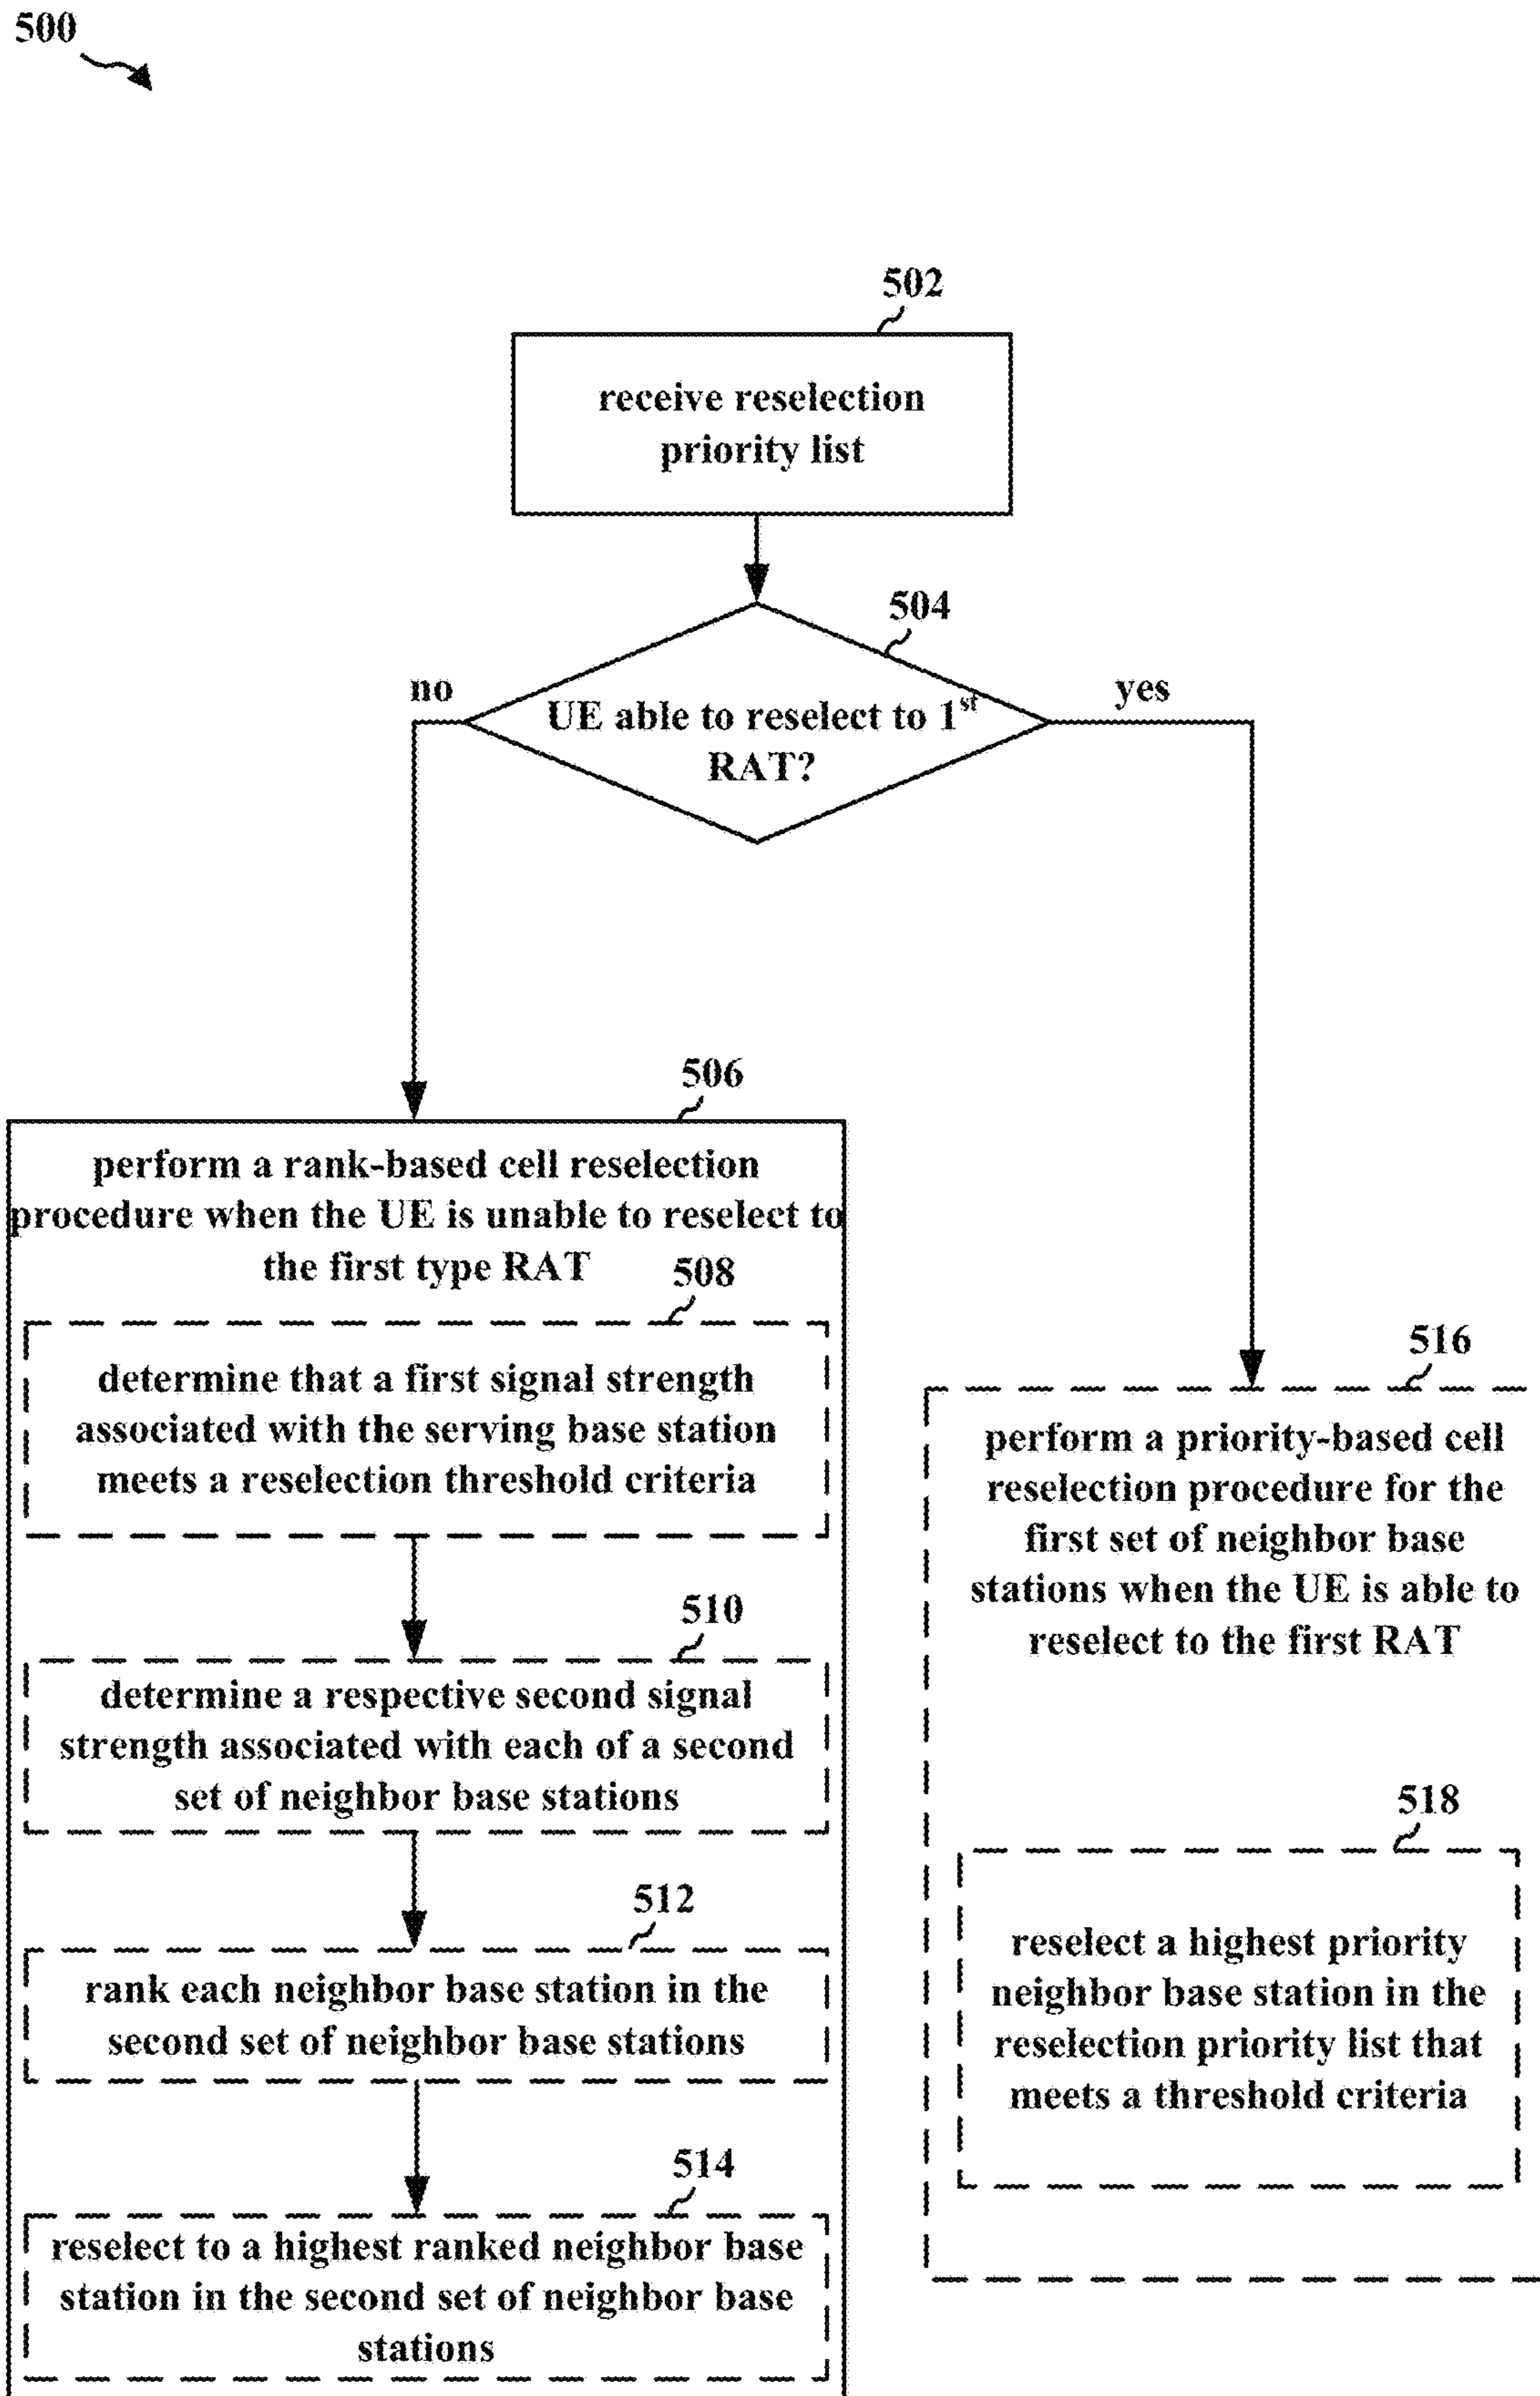 500
502
receive reselection
priority list
504
no
yes
UE able to reselect to 1st
RAT?
506
perform a rank-based cell reselection
procedure when the UE is unable to reselect to
the first type RAT
508
determine that a first signal strength
associated with the serving base station
meets a reselection threshold criteria
510
determine a respective second signal
strength associated with each of a second
set of neighbor base stations
512
rank each neighbor base station in the
second set of neighbor base stations
514
reselect to a highest ranked neighbor base
station in the second set of neighbor base
stations
516
perform a priority-based cell
reselection procedure for the
first set of neighbor base
stations when the UE is able to
reselect to the first RAT
518
reselect a highest priority
neighbor base station in the
reselection priority list that
meets a threshold criteria